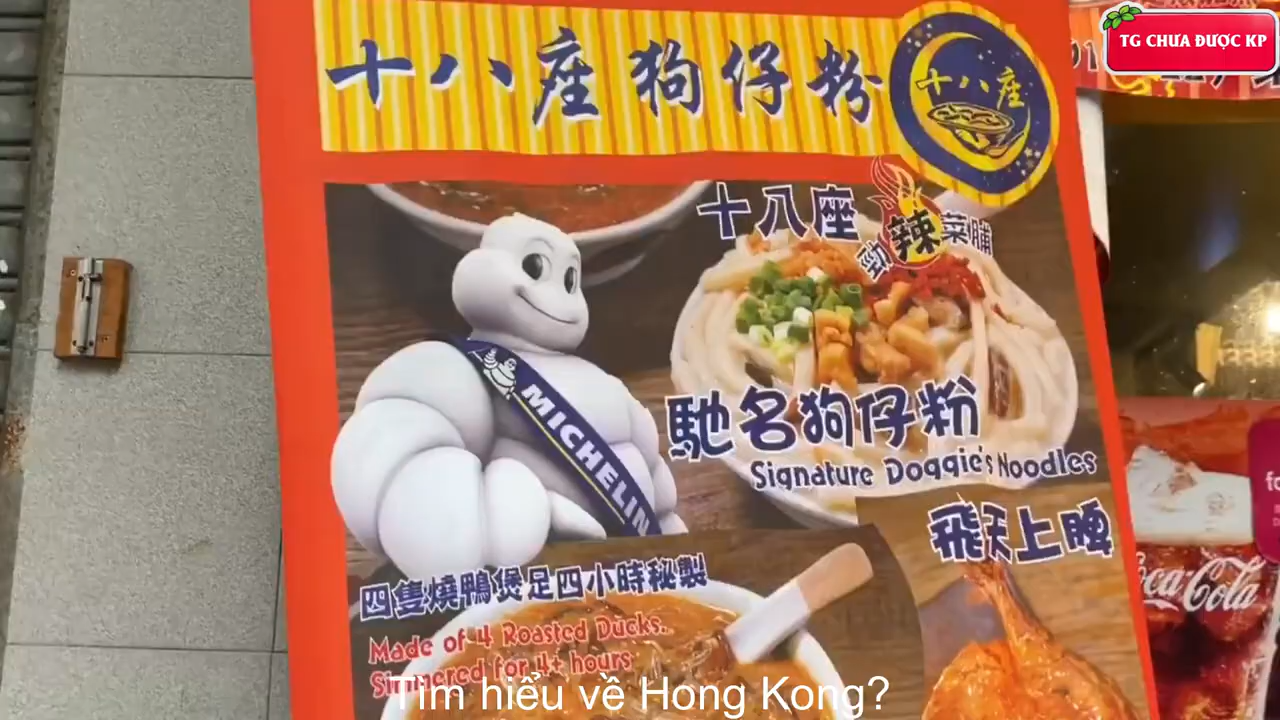 十八座狗仔粉
十八座
TG CHƯA ĐƯỢC KP
十八座
勁辣菜脯
MICHELIN
馳名狗仔粉
Signature Doggie's Noodles
飛天上脾
四隻燒鴨煲足四小時秘製
Made of 4 Roasted Ducks.
Simmered for 4+ hours
Coca-Cola
Tìm hiểu về Hong Kong?